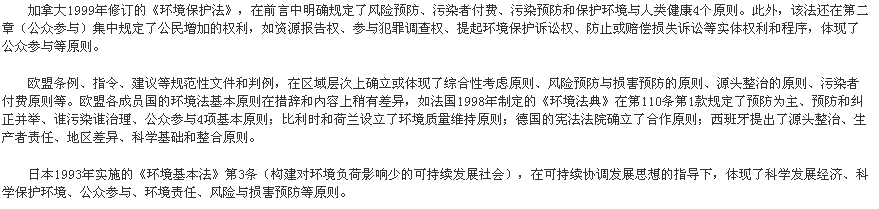 加拿大1999年修订的《环境保护法》，在前言中明确规定了风险预防、污染者付费、污染预防和保护环境与人类健康4个原则。此外，该法还在第二
章（公众参与）集中规定了公民增加的权利，如资源报告权、参与犯罪调查权、提起环境保护诉讼权、防止或赔偿损失诉讼等实体权利和程序，体现了
公众参与等原则。
欧盟条例、指令、建议等规范性文件和判例，在区域层次上确立或体现了综合性考虑原则、风险预防与损害预防的原则、源头整治的原则、污染者
付费原则等。欧盟各成员国的环境法基本原则在措辞和内容上稍有差异，如法国1998年制定的《环境法典》在第110条第1款规定了预防为主、预防和纠
正并举、谁污染谁治理、公众参与4项基本原则；比利时和荷兰设立了环境质量维持原则；德国的宪法法院确立了合作原则；西班牙提出了源头整治、生
产者责任、地区差异、科学基础和整合原则。
日本1993年实施的《环境基本法》第3条（构建对环境负荷影响少的可持续发展社会），在可持续协调发展思想的指导下，体现了科学发展经济、科
学保护环境、公众参与、环境责任、风险与损害预防等原则。